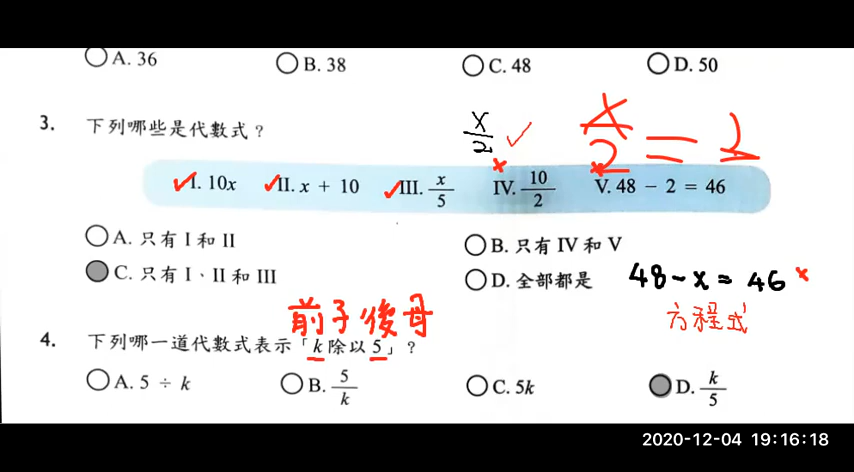 A. 36 B. 38 C. 48 D. 50
3. 下列哪些是代數式？ x/2 ✓ x/2 = 1
✓I. 10x ✓II. x + 10 ✓III. x/5 ×IV. 10/2 ×V. 48 − 2 = 46
A. 只有 I 和 II B. 只有 IV 和 V
C. 只有 I、II 和 III D. 全部都是 48 − x = 46 ×
前子後母 方程式
4. 下列哪一道代數式表示「k 除以 5」？
A. 5 ÷ k B. 5/k C. 5k D. k/5
2020-12-04 19:16:18